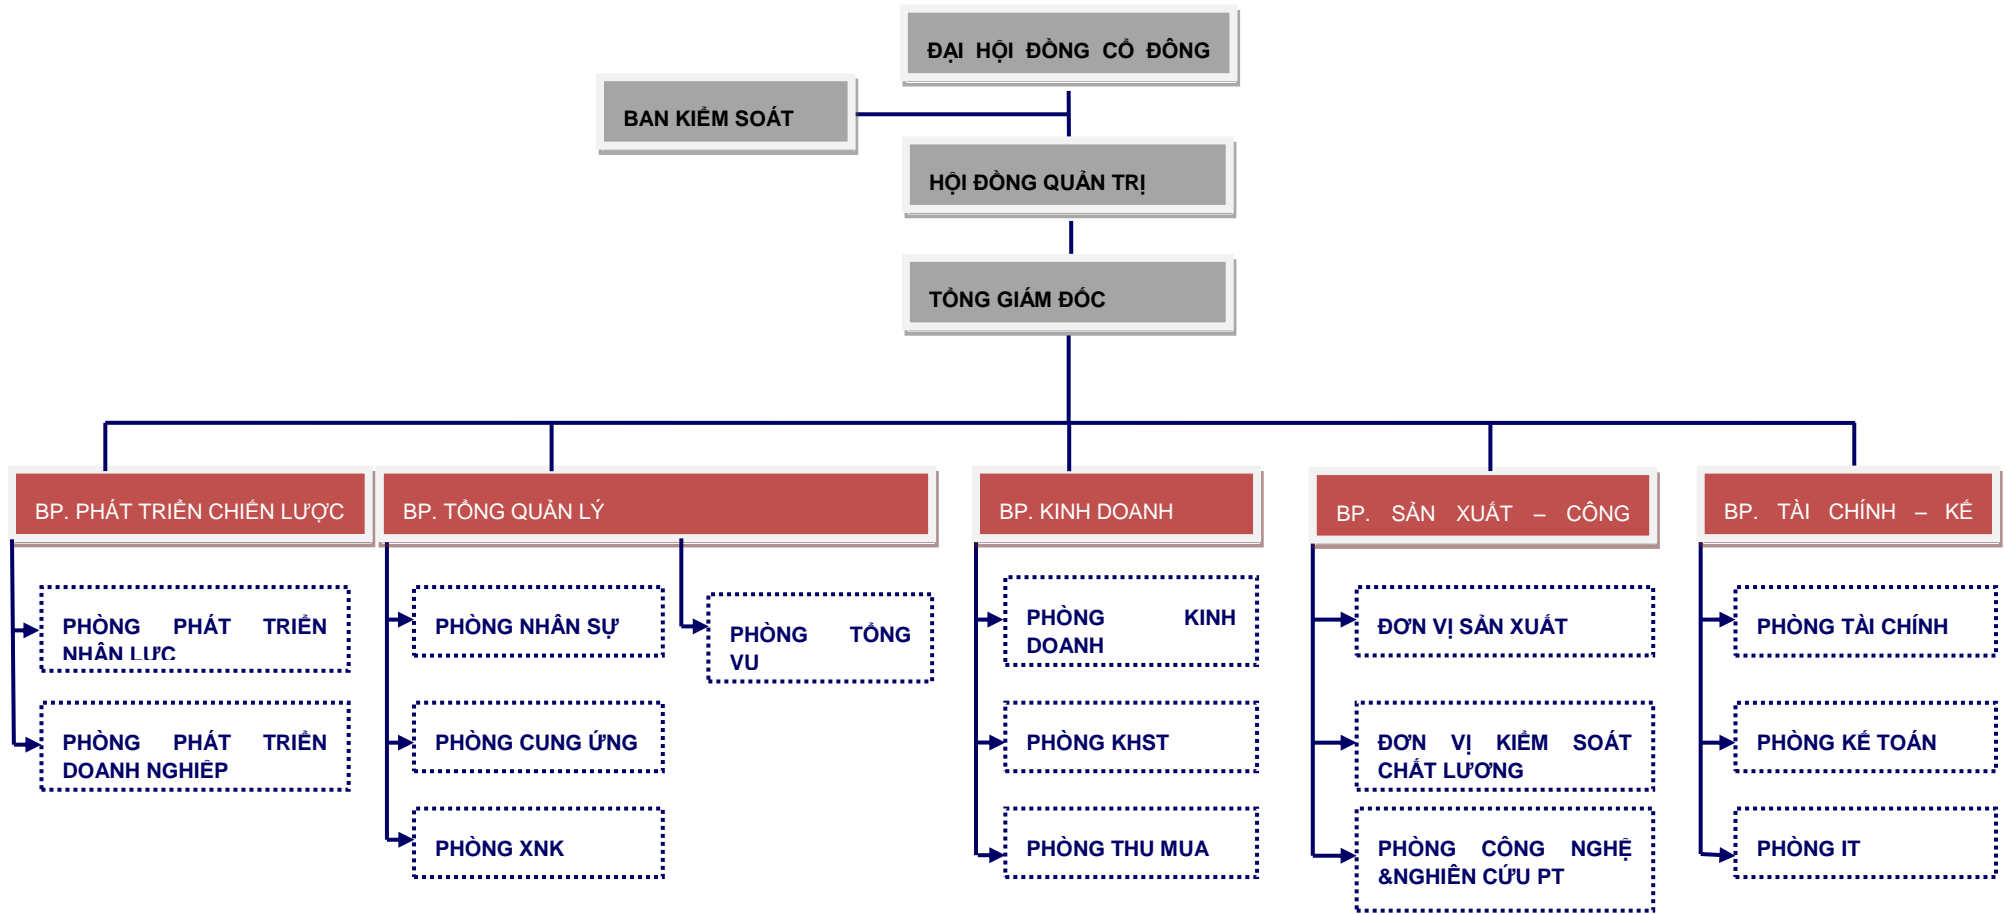 ĐẠI HỘI ĐỒNG CỔ ĐÔNG
BAN KIỂM SOÁT
HỘI ĐỒNG QUẢN TRỊ
TỔNG GIÁM ĐỐC
BP. PHÁT TRIỂN CHIẾN LƯỢC
BP. TỔNG QUẢN LÝ
BP. KINH DOANH
BP. SẢN XUẤT – CÔNG
BP. TÀI CHÍNH – KẾ
PHÒNG PHÁT TRIỂN
NHÂN LỰC
PHÒNG PHÁT TRIỂN
DOANH NGHIỆP
PHÒNG NHÂN SỰ
PHÒNG CUNG ỨNG
PHÒNG XNK
PHÒNG TỔNG
VỤ
PHÒNG KINH
DOANH
PHÒNG KHST
PHÒNG THU MUA
ĐƠN VỊ SẢN XUẤT
ĐƠN VỊ KIỂM SOÁT
CHẤT LƯỢNG
PHÒNG CÔNG NGHỆ
&NGHIÊN CỨU PT
PHÒNG TÀI CHÍNH
PHÒNG KẾ TOÁN
PHÒNG IT